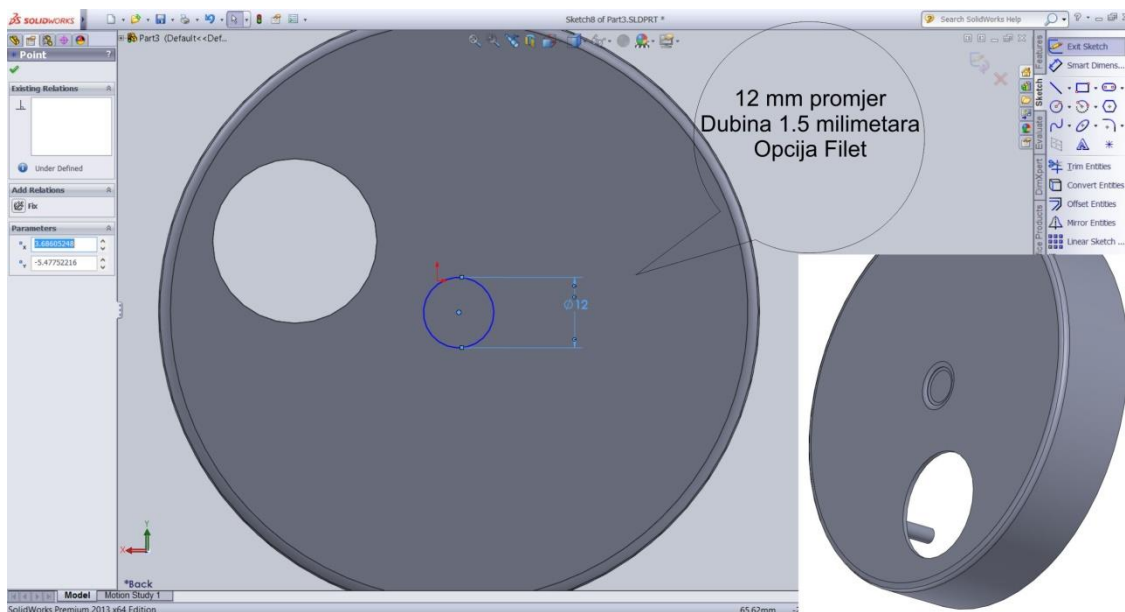 SOLIDWORKS
Sketch8 of Part3.SLDPRT *
Search SolidWorks Help
Point
?
Part3 (Default<<Def...
Existing Relations
Under Defined
Add Relations
Fix
Parameters
3.68605248
-5.47752216
12 mm promjer
Dubina 1.5 milimetara
Opcija Filet
Ø12
Y
X
*Back
Features
Sketch
Evaluate
DimXpert
Exit Sketch
Smart Dimens...
Trim Entities
Convert Entities
Offset Entities
Mirror Entities
Linear Sketch ...
Model
Motion Study 1
SolidWorks Premium 2013 x64 Edition
65.62mm